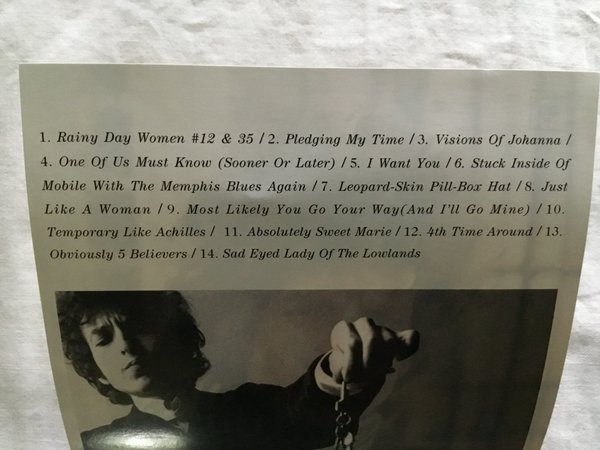 1. Rainy Day Women #12 & 35 / 2. Pledging My Time / 3. Visions Of Johanna /
4. One Of Us Must Know (Sooner Or Later) / 5. I Want You / 6. Stuck Inside Of
Mobile With The Memphis Blues Again / 7. Leopard-Skin Pill-Box Hat / 8. Just
Like A Woman / 9. Most Likely You Go Your Way(And I'll Go Mine) / 10.
Temporary Like Achilles / 11. Absolutely Sweet Marie / 12. 4th Time Around / 13.
Obviously 5 Believers / 14. Sad Eyed Lady Of The Lowlands